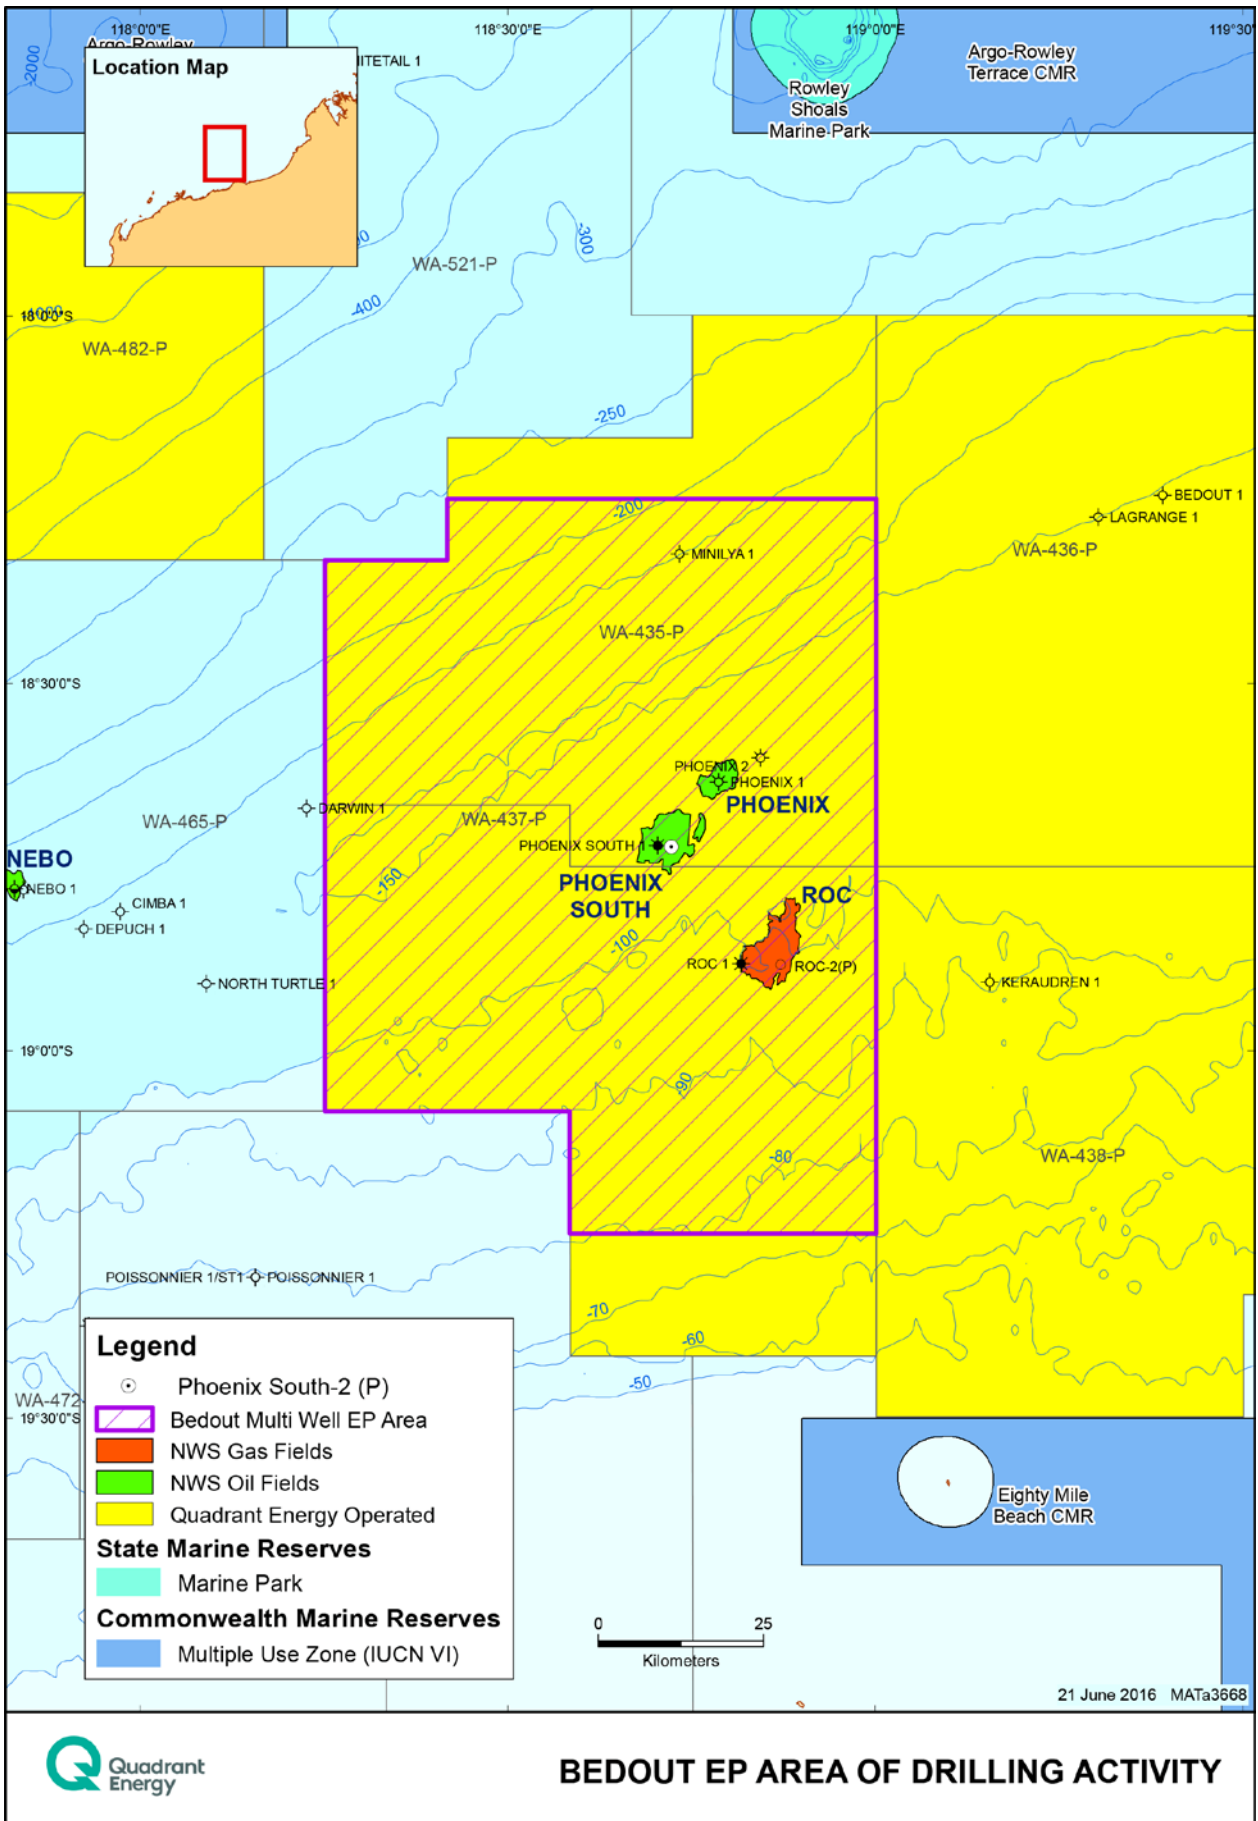 118°0'0"E
118°30'0"E
119°0'0"E
119°30'
Argo-Rowley
Location Map
ITETAIL 1
-2000
Rowley
Shoals
Marine Park
Argo-Rowley
Terrace CMR
-300
WA-521-P
-400
-1000
18°0'0"S
WA-482-P
-250
-200
BEDOUT 1
LAGRANGE 1
MINILYA 1
WA-436-P
WA-435-P
18°30'0"S
PHOENIX 2
PHOENIX 1
PHOENIX
DARWIN 1
WA-437-P
WA-465-P
PHOENIX SOUTH 1
PHOENIX
SOUTH
NEBO
NEBO 1
-150
ROC
CIMBA 1
DEPUCH 1
-100
ROC 1
ROC-2(P)
NORTH TURTLE 1
KERAUDREN 1
19°0'0"S
-90
-80
WA-438-P
POISSONNIER 1/ST1
POISSONNIER 1
-70
-60
-50
WA-472
19°30'0"S
Legend
Phoenix South-2 (P)
Bedout Multi Well EP Area
NWS Gas Fields
NWS Oil Fields
Quadrant Energy Operated
State Marine Reserves
Marine Park
Commonwealth Marine Reserves
Multiple Use Zone (IUCN VI)
Eighty Mile
Beach CMR
0
25
Kilometers
21 June 2016 MATa3668
Quadrant
Energy
BEDOUT EP AREA OF DRILLING ACTIVITY